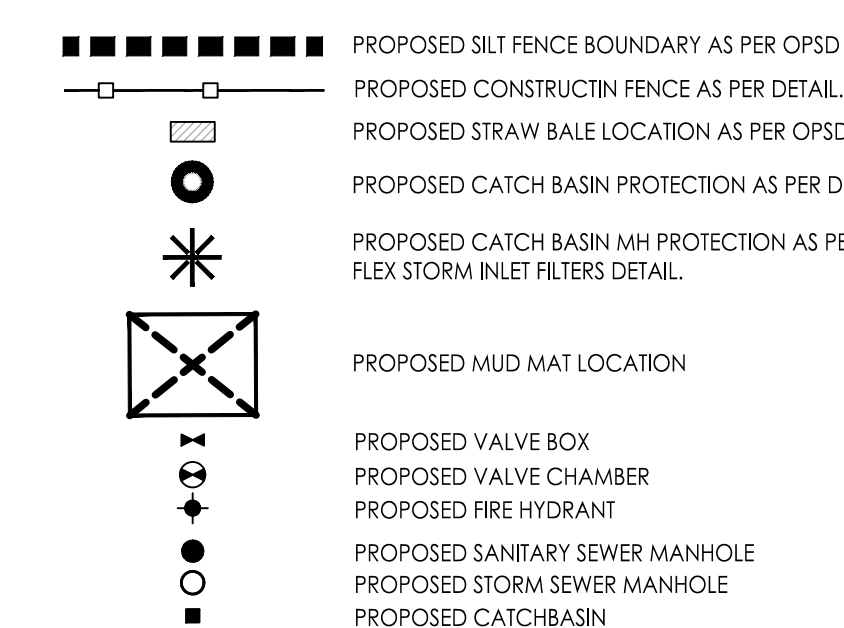 PROPOSED SILT FENCE BOUNDARY AS PER OPSD
PROPOSED CONSTRUCTIN FENCE AS PER DETAIL.
PROPOSED STRAW BALE LOCATION AS PER OPSD
PROPOSED CATCH BASIN PROTECTION AS PER D
PROPOSED CATCH BASIN MH PROTECTION AS PE
FLEX STORM INLET FILTERS DETAIL.
PROPOSED MUD MAT LOCATION
PROPOSED VALVE BOX
PROPOSED VALVE CHAMBER
PROPOSED FIRE HYDRANT
PROPOSED SANITARY SEWER MANHOLE
PROPOSED STORM SEWER MANHOLE
PROPOSED CATCHBASIN